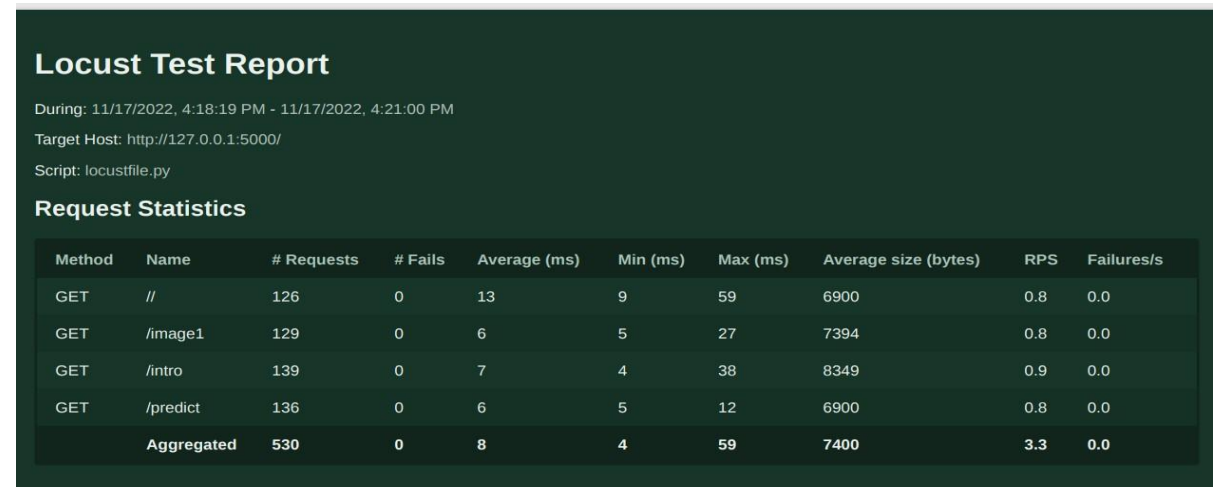 Locust Test Report
During: 11/17/2022, 4:18:19 PM - 11/17/2022, 4:21:00 PM
Target Host: http://127.0.0.1:5000/
Script: locustfile.py
Request Statistics
Method Name # Requests # Fails Average (ms) Min (ms) Max (ms) Average size (bytes) RPS Failures/s
GET // 126 0 13 9 59 6900 0.8 0.0
GET /image1 129 0 6 5 27 7394 0.8 0.0
GET /intro 139 0 7 4 38 8349 0.9 0.0
GET /predict 136 0 6 5 12 6900 0.8 0.0
Aggregated 530 0 8 4 59 7400 3.3 0.0